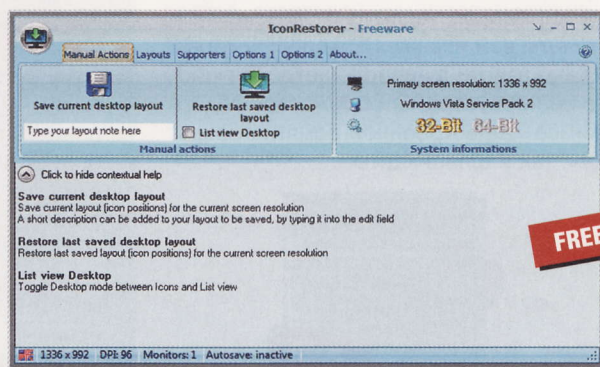 IconRestorer - Freeware
Manual Actions Layouts Supporters Options 1 Options 2 About...
Save current desktop layout
Type your layout note here
Restore last saved desktop
layout
List view Desktop
Manual actions
Primary screen resolution: 1336 x 992
Windows Vista Service Pack 2
32-Bit 64-Bit
System informations
Click to hide contextual help
Save current desktop layout
Save current layout (icon positions) for the current screen resolution
A short description can be added to your layout to be saved, by typing it into the edit field
Restore last saved desktop layout
Restore last saved layout (icon positions) for the current screen resolution
List view Desktop
Toggle Desktop mode between Icons and List view
FREE
1336 x 992 DPI: 96 Monitors: 1 Autosave: inactive